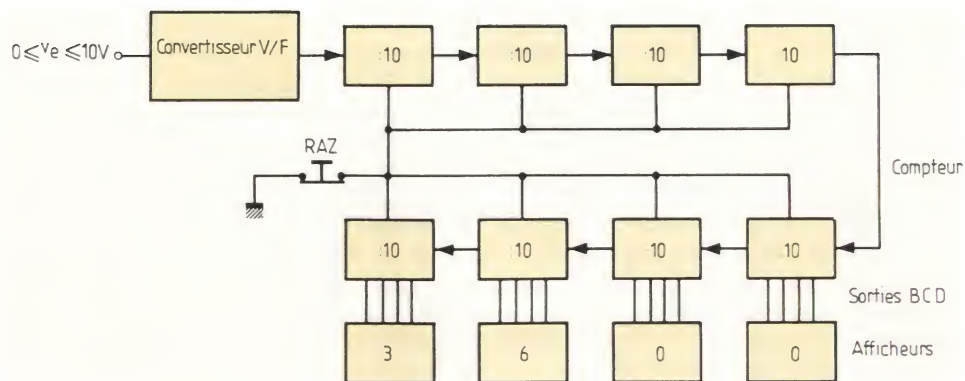 0 ≤ ve ≤ 10V
Convertisseur V/F
:10
:10
:10
:10
RAZ
Compteur
:10
:10
:10
:10
Sorties BCD
3
6
0
0
Afficheurs